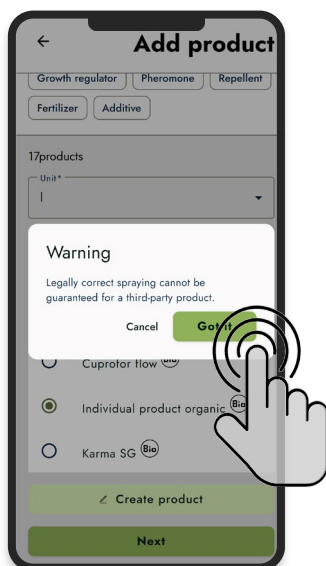 Add product
Growth regulator Pheromone Repellent
Fertilizer Additive
17products
Unit*
l
Warning
Legally correct spraying cannot be
guaranteed for a third-party product.
Cancel Got it
Cuprofor flow Bio
Individual product organic Bio
Karma SG Bio
Create product
Next